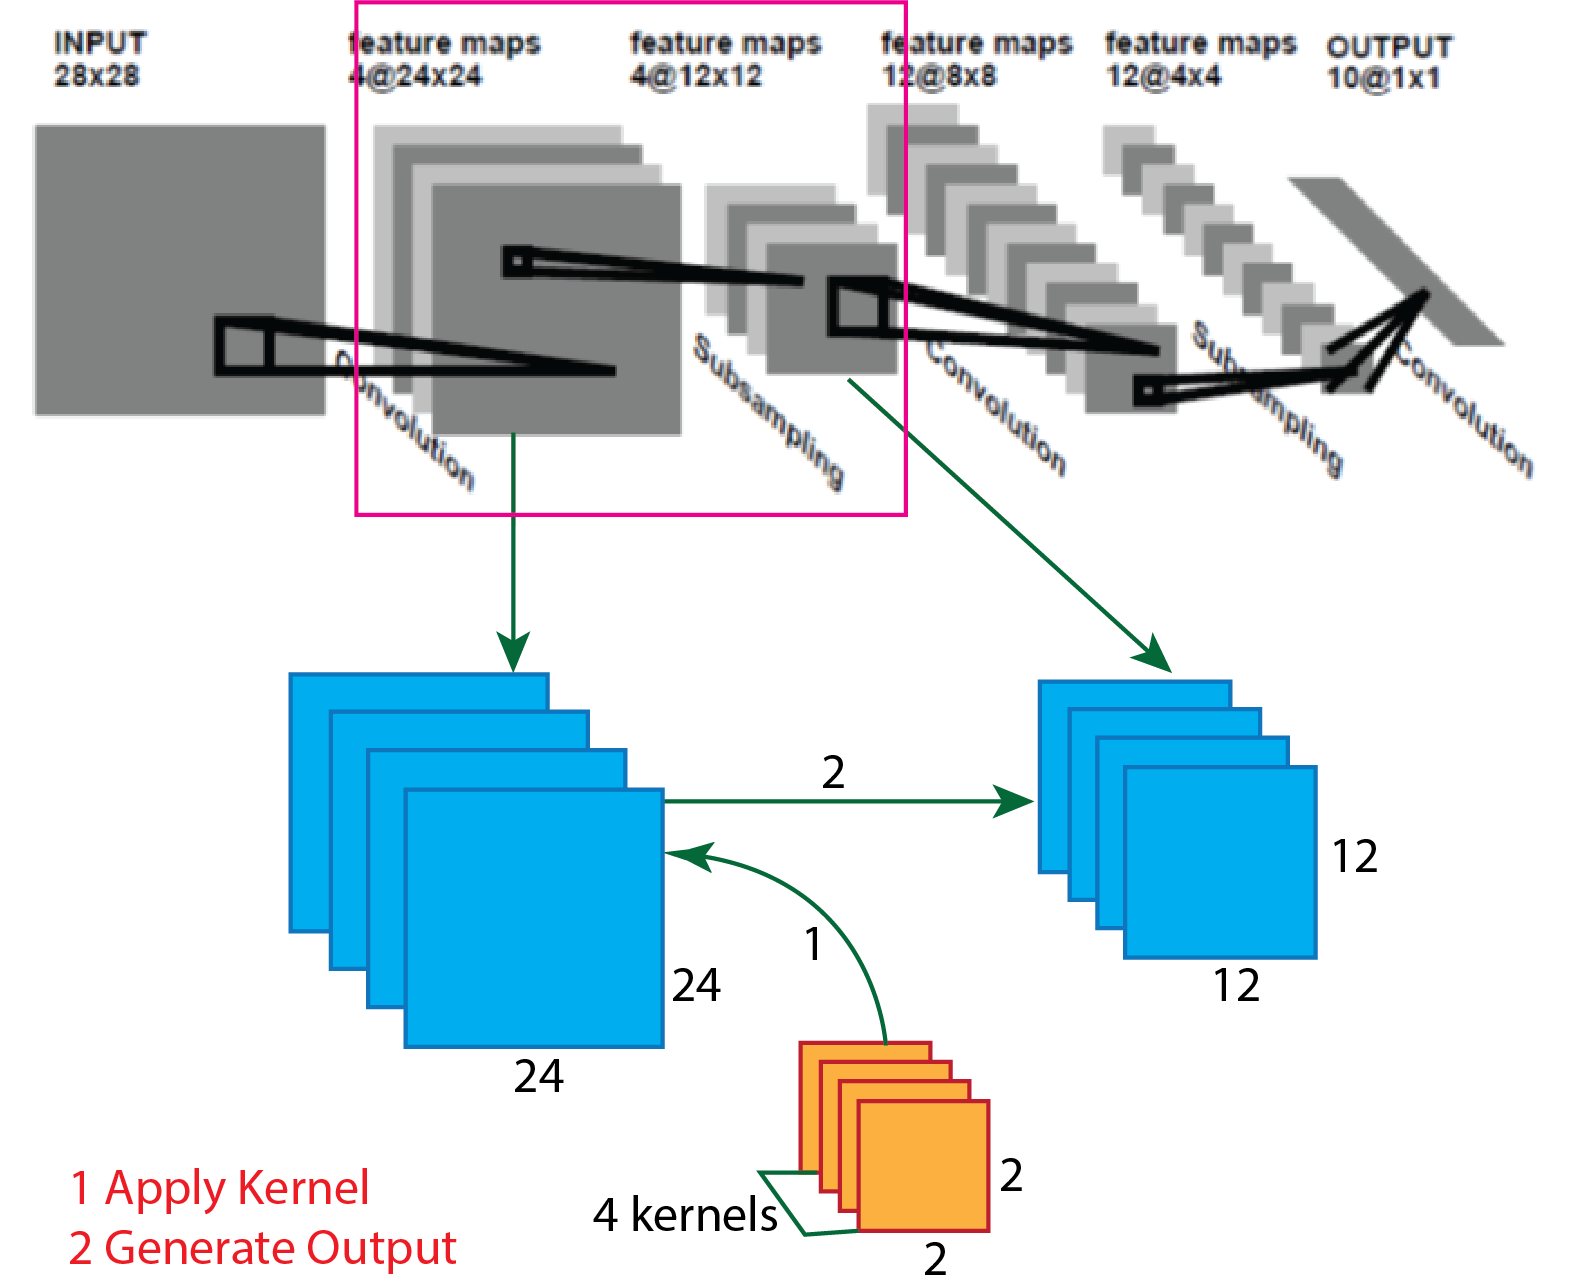 INPUT
28x28
feature maps
4@24x24
feature maps
4@12x12
feature maps
12@8x8
feature maps
12@4x4
OUTPUT
10@1x1
Convolution
Subsampling
Convolution
Subsampling
Convolution
2
12
12
1
24
24
2
4 kernels
2
1 Apply Kernel
2 Generate Output